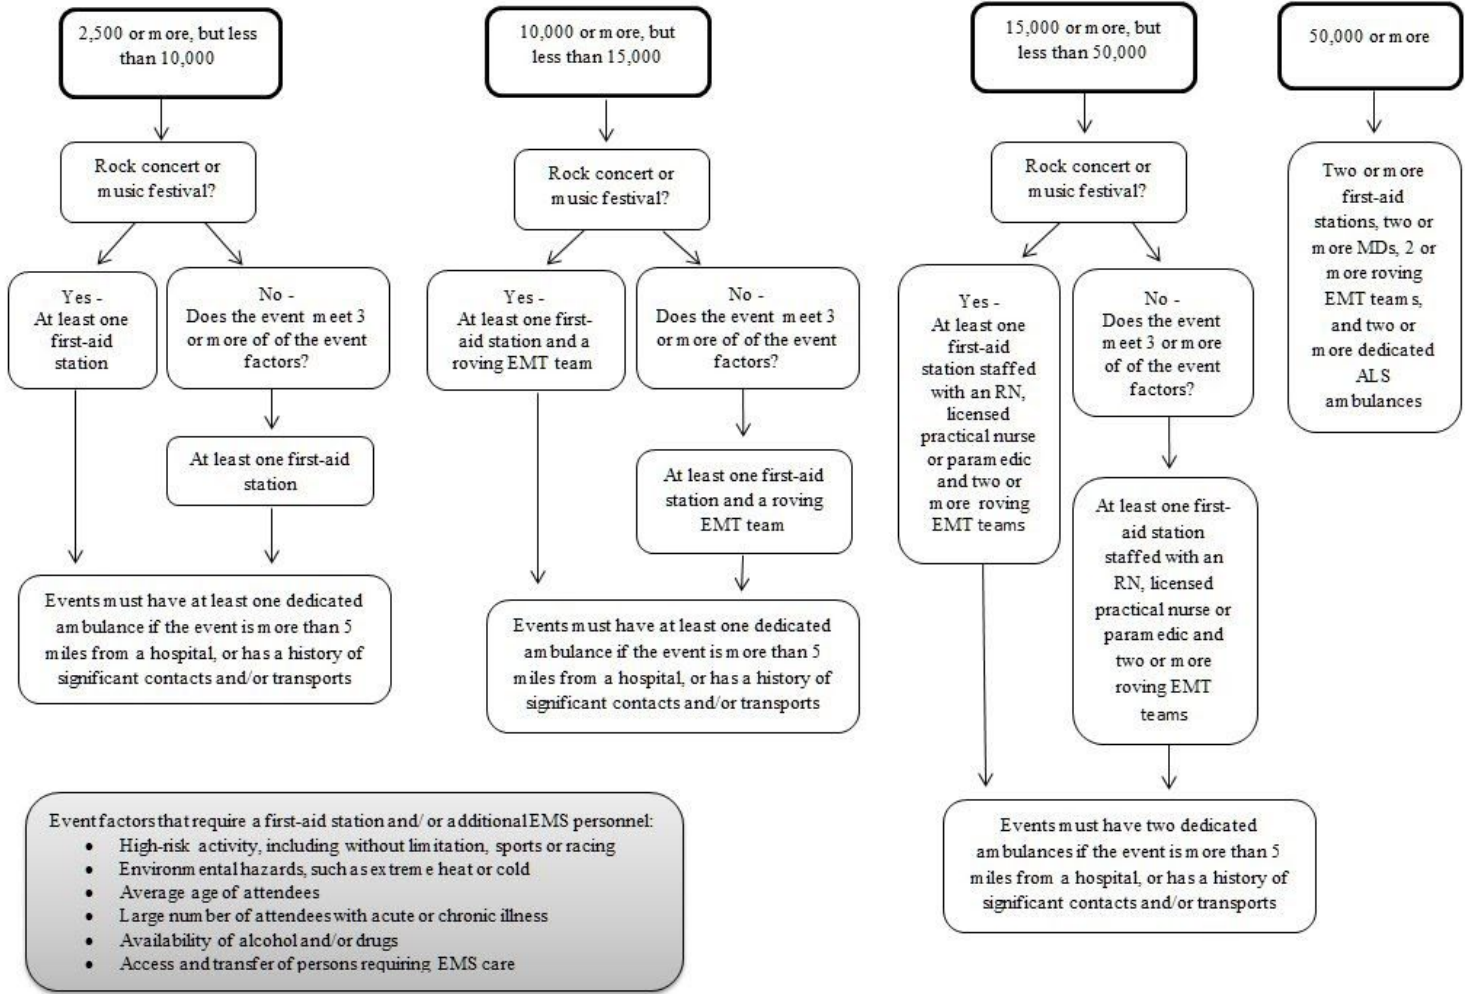 2,500 or more, but less
than 10,000
Rock concert or
music festival?
Yes -
At least one
first-aid
station
No -
Does the event meet 3
or more of of the event
factors?
At least one first-aid
station
Events must have at least one dedicated
ambulance if the event is more than 5
miles from a hospital, or has a history of
significant contacts and/or transports
10,000 or more, but
less than 15,000
Rock concert or
music festival?
Yes -
At least one first-
aid station and a
roving EMT team
No -
Does the event meet 3
or more of of the event
factors?
At least one first-aid
station and a roving
EMT team
Events must have at least one dedicated
ambulance if the event is more than 5
miles from a hospital, or has a history of
significant contacts and/or transports
15,000 or more, but
less than 50,000
Rock concert or
music festival?
Yes -
At least one
first-aid
station staffed
with an RN,
licensed
practical nurse
or paramedic
and two or
more roving
EMT teams
No -
Does the event
meet 3 or more
of of the event
factors?
At least one first-
aid station
staffed with an
RN, licensed
practical nurse or
paramedic and
two or more
roving EMT
teams
Events must have two dedicated
ambulances if the event is more than 5
miles from a hospital, or has a history of
significant contacts and/or transports
50,000 or more
Two or more
first-aid
stations, two or
more MDs, 2 or
more roving
EMT teams,
and two or
more dedicated
ALS
ambulances
Event factors that require a first-aid station and/ or additional EMS personnel:
• High-risk activity, including without limitation, sports or racing
• Environmental hazards, such as extreme heat or cold
• Average age of attendees
• Large number of attendees with acute or chronic illness
• Availability of alcohol and/or drugs
• Access and transfer of persons requiring EMS care